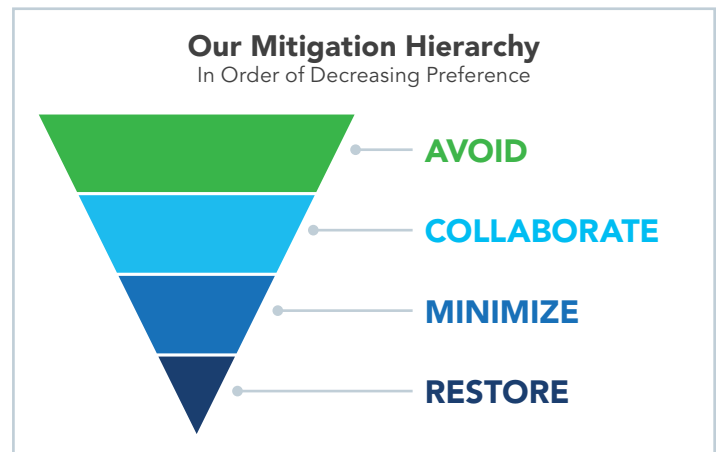 Our Mitigation Hierarchy
In Order of Decreasing Preference
AVOID
COLLABORATE
MINIMIZE
RESTORE